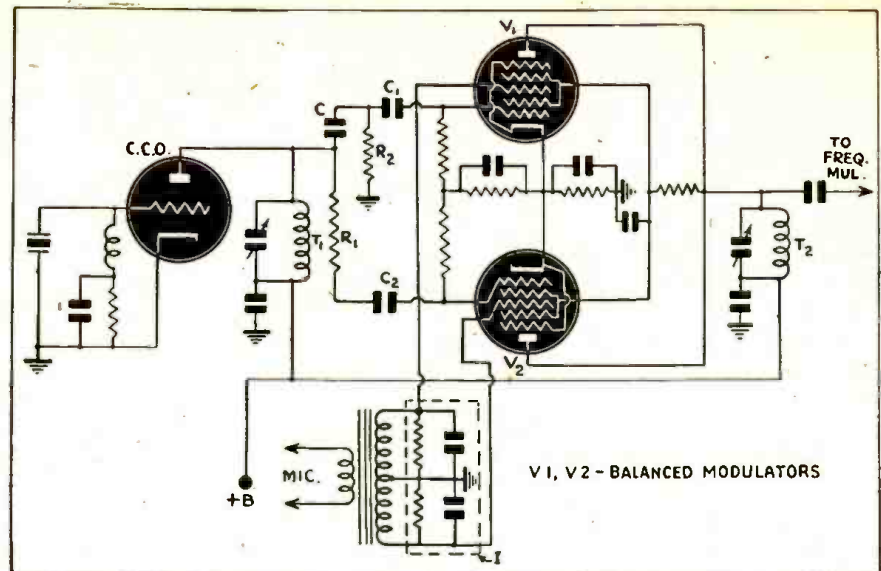 V1
C.C.O.
C
C1
R2
TO
FREQ.
MUL.
T1
R1
T2
C2
V2
MIC.
+B
I
V1, V2 - BALANCED MODULATORS